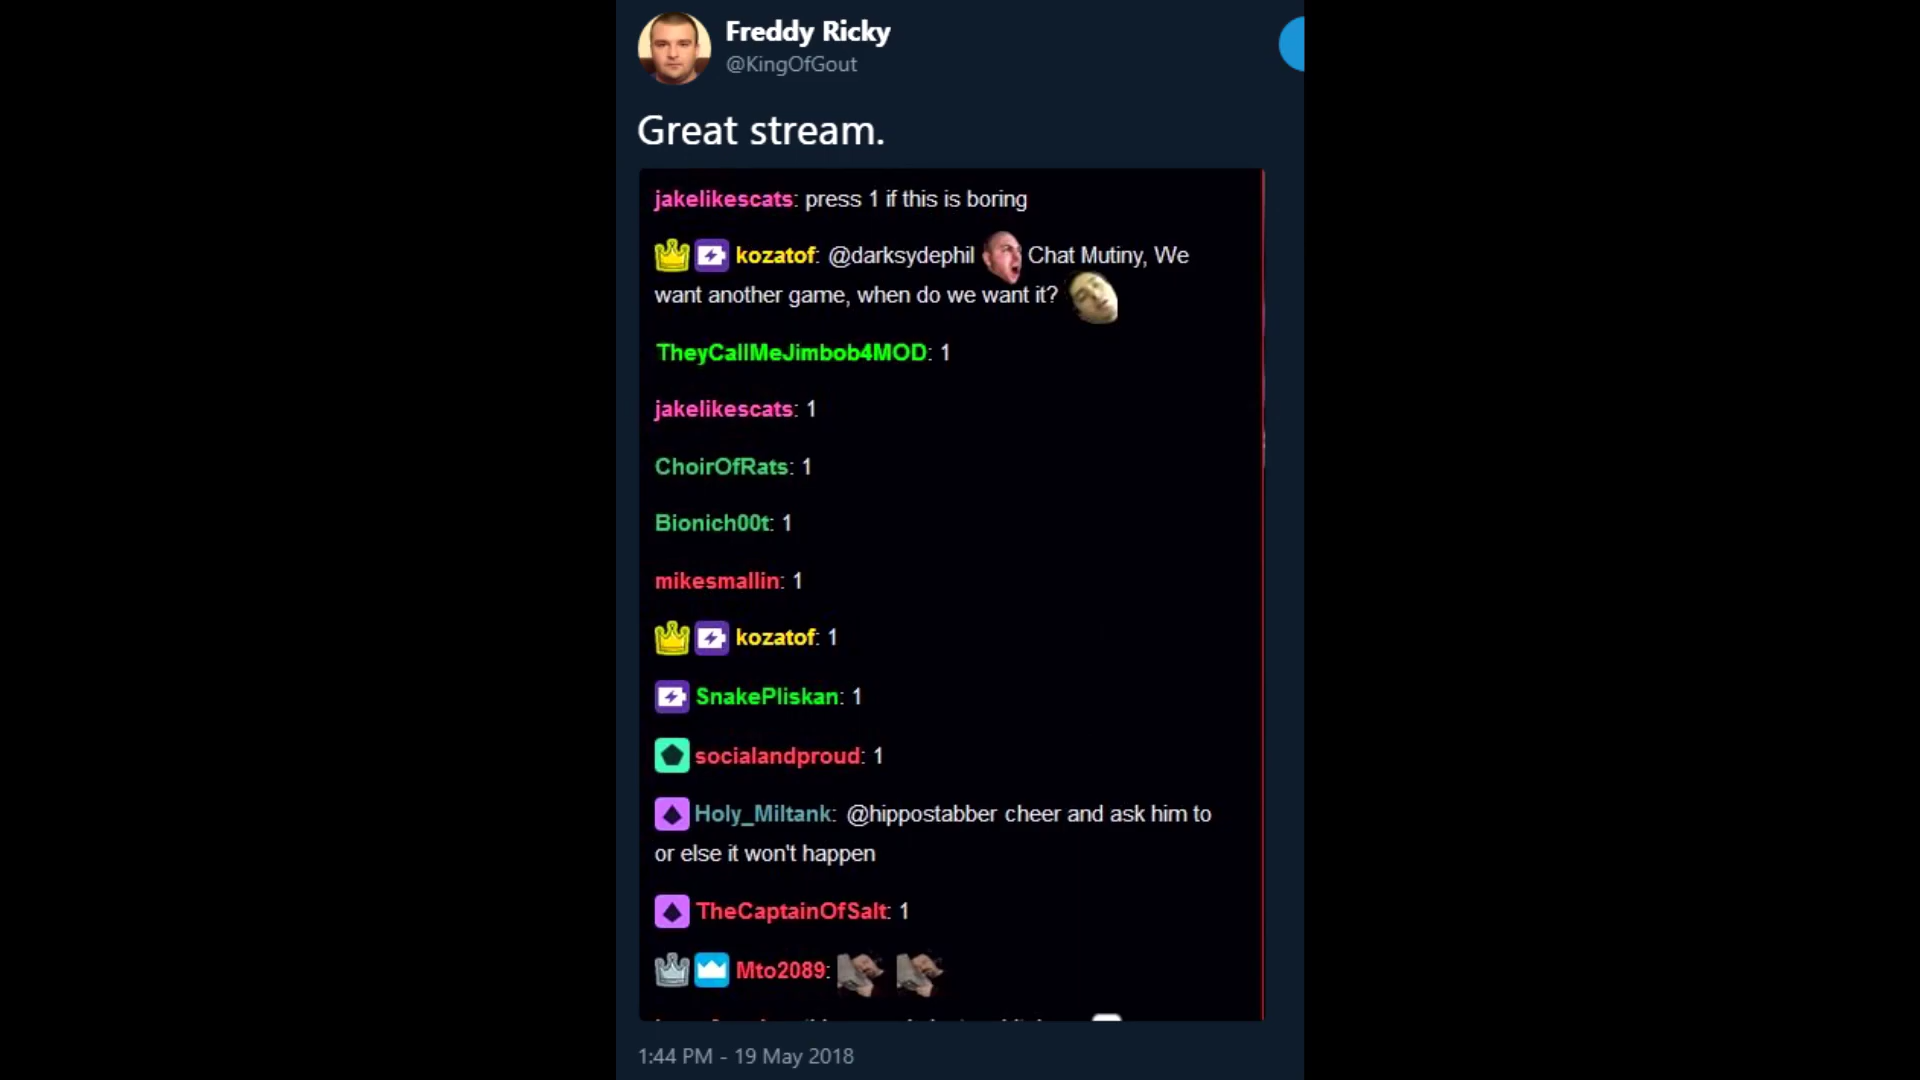 Freddy Ricky
@KingOfGout
Great stream.
jakelikescats: press 1 if this is boring
kozatof: @darksydephil Chat Mutiny, We
want another game, when do we want it?
TheyCallMeJimbob4MOD: 1
jakelikescats: 1
ChoirOfRats: 1
Bionich00t: 1
mikesmallin: 1
kozatof: 1
SnakePliskan: 1
socialandproud: 1
Holy_Miltank: @hippostabber cheer and ask him to
or else it won't happen
TheCaptainOfSalt: 1
Mto2089:
1:44 PM - 19 May 2018